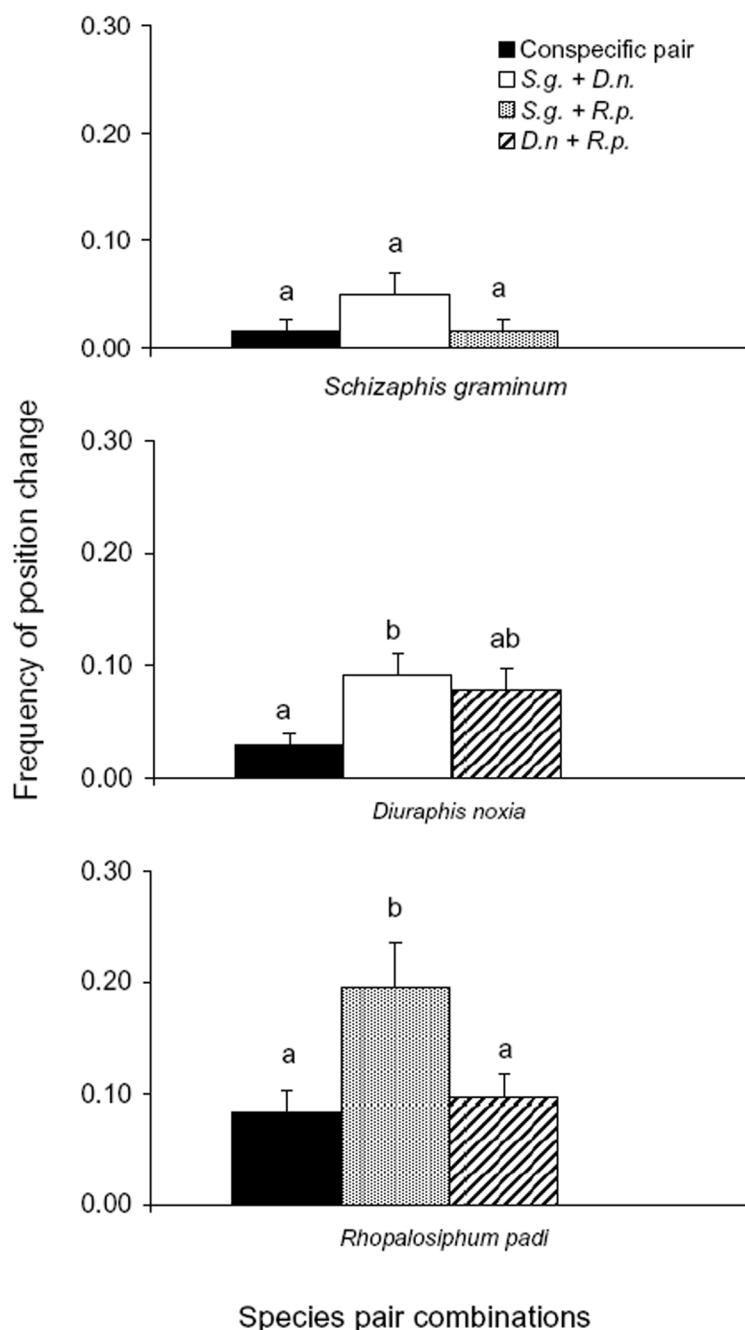 0.30
Conspecific pair
S.g. + D.n.
S.g. + R.p.
D.n + R.p.
0.20
0.10
a
a
a
0.00
Schizaphis graminum
Frequency of position change
0.30
0.20
0.10
b
ab
a
0.00
Diuraphis noxia
0.30
b
0.20
a
a
0.10
0.00
Rhopalosiphum padi
Species pair combinations